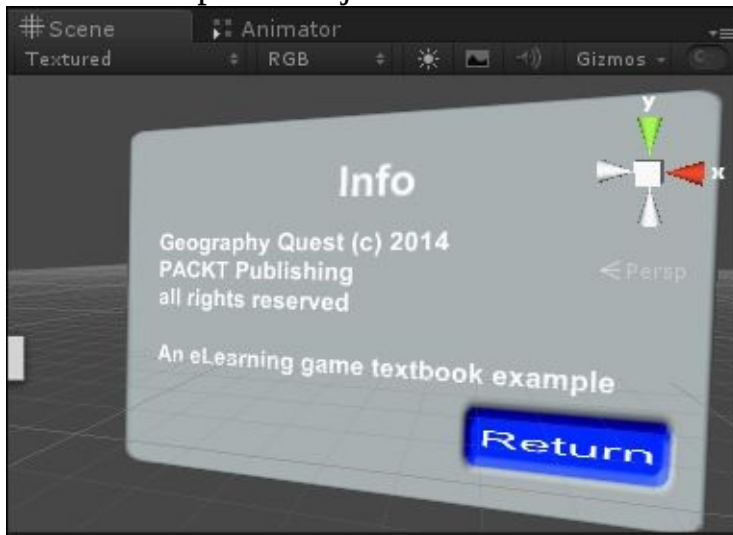 Scene Animator
Textured RGB Gizmos
y
Info
x
Geography Quest (c) 2014
PACKT Publishing
Persp
all rights reserved
An eLearning game textbook example
Return